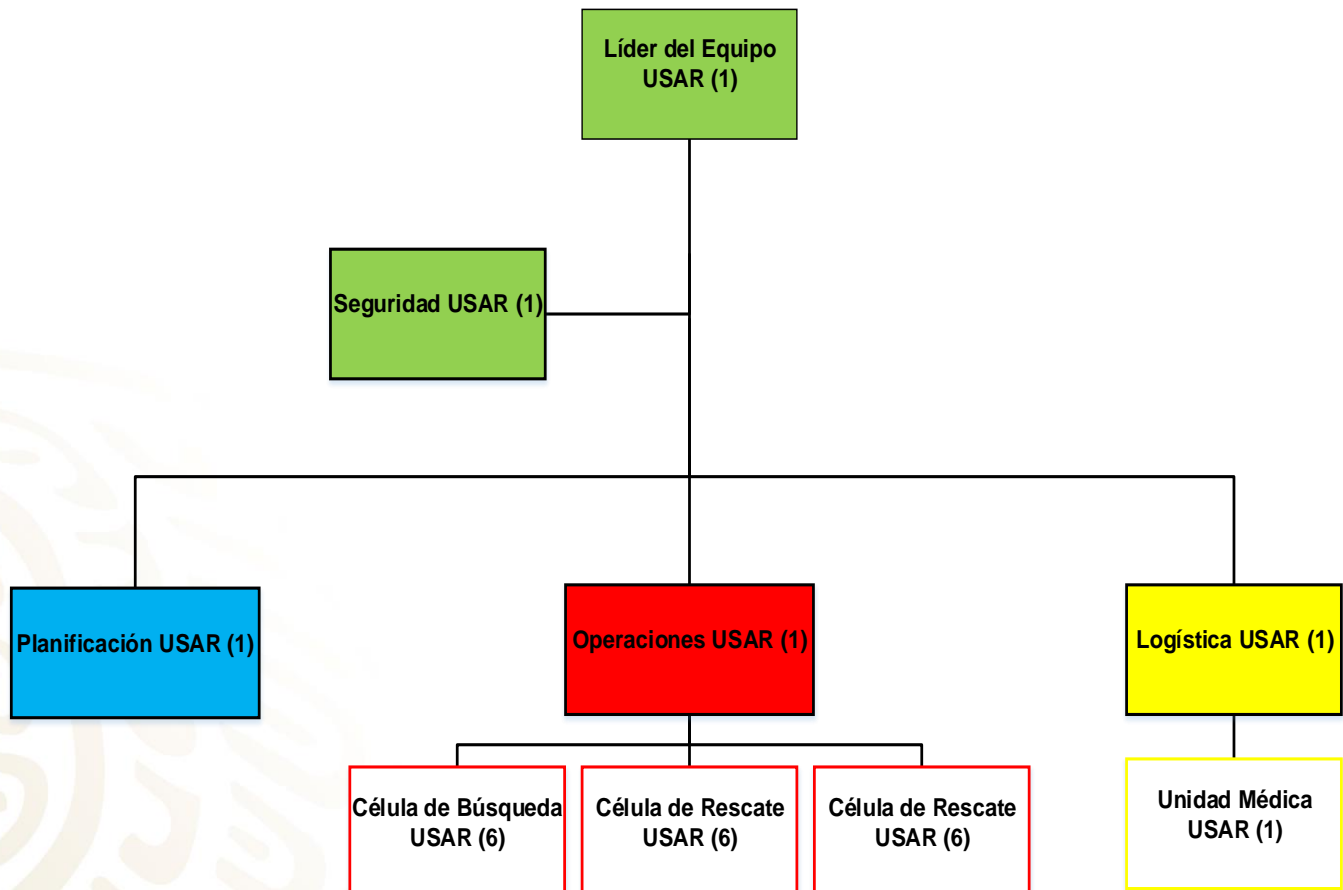 Líder del Equipo
USAR (1)
Seguridad USAR (1)
Planificación USAR (1)
Operaciones USAR (1)
Logística USAR (1)
Célula de Búsqueda
USAR (6)
Célula de Rescate
USAR (6)
Célula de Rescate
USAR (6)
Unidad Médica
USAR (1)